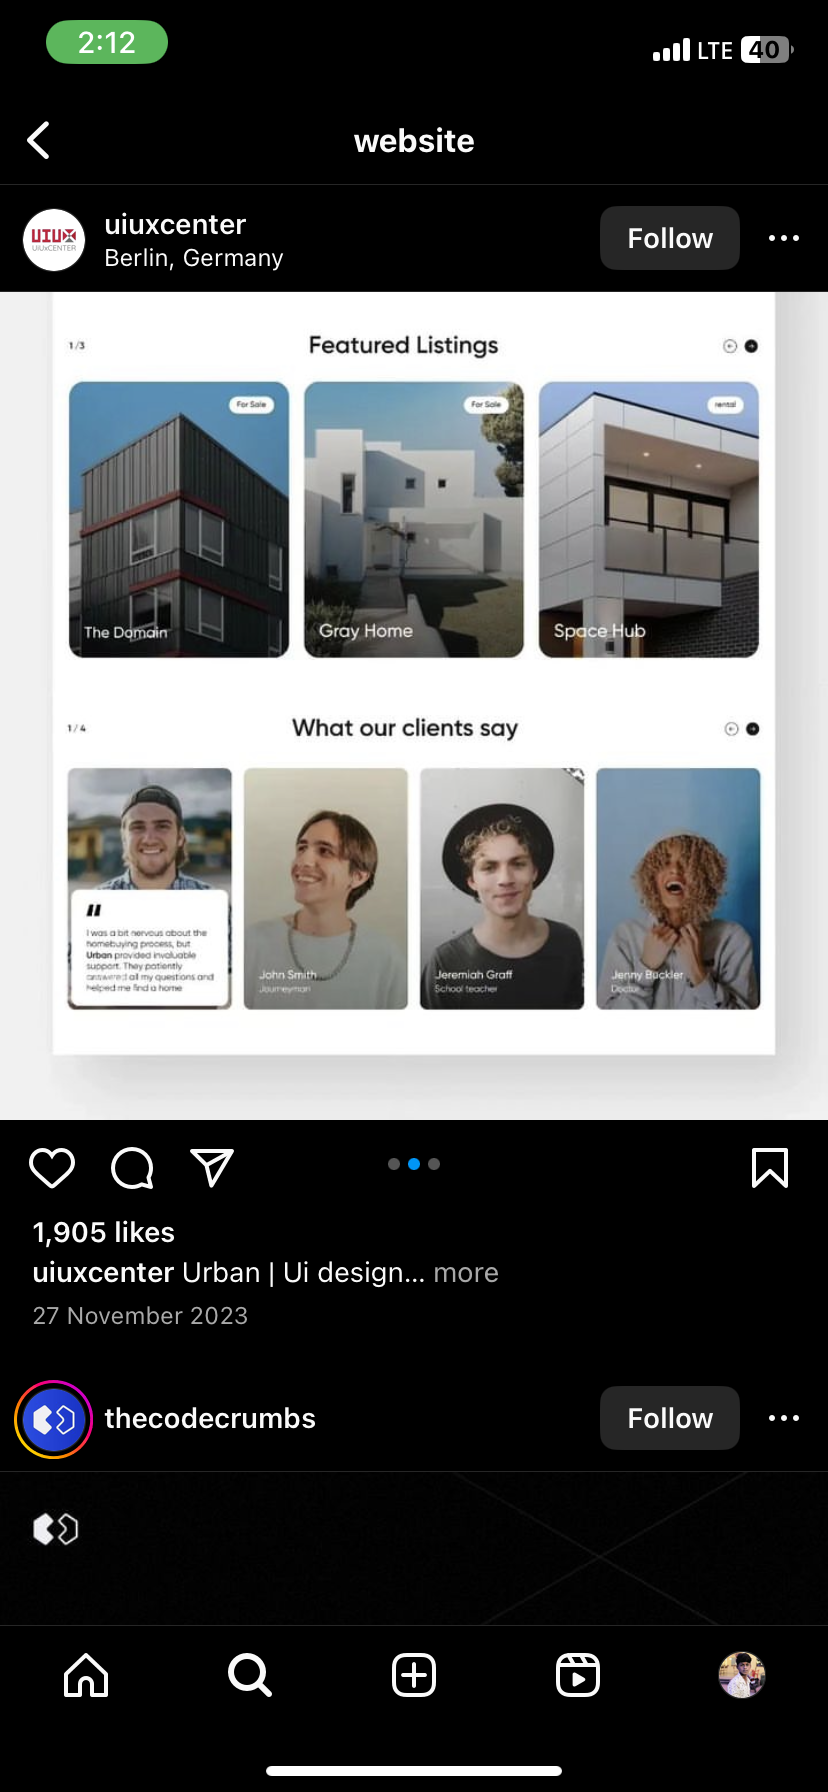 2:12
LTE 40
website
UIUX
UiUxCENTER
uiuxcenter
Berlin, Germany
Follow
1/3
Featured Listings
For Sale
For Sale
rental
The Domain
Gray Home
Space Hub
1/4
What our clients say
"
I was a bit nervous about the
homebuying process, but
Urban provided invaluable
support. They patiently
answered all my questions and
helped me find a home
John Smith
Journeyman
Jeremiah Graff
School teacher
Jenny Buckler
Doctor
1,905 likes
uiuxcenter Urban | Ui design... more
27 November 2023
thecodecrumbs
Follow